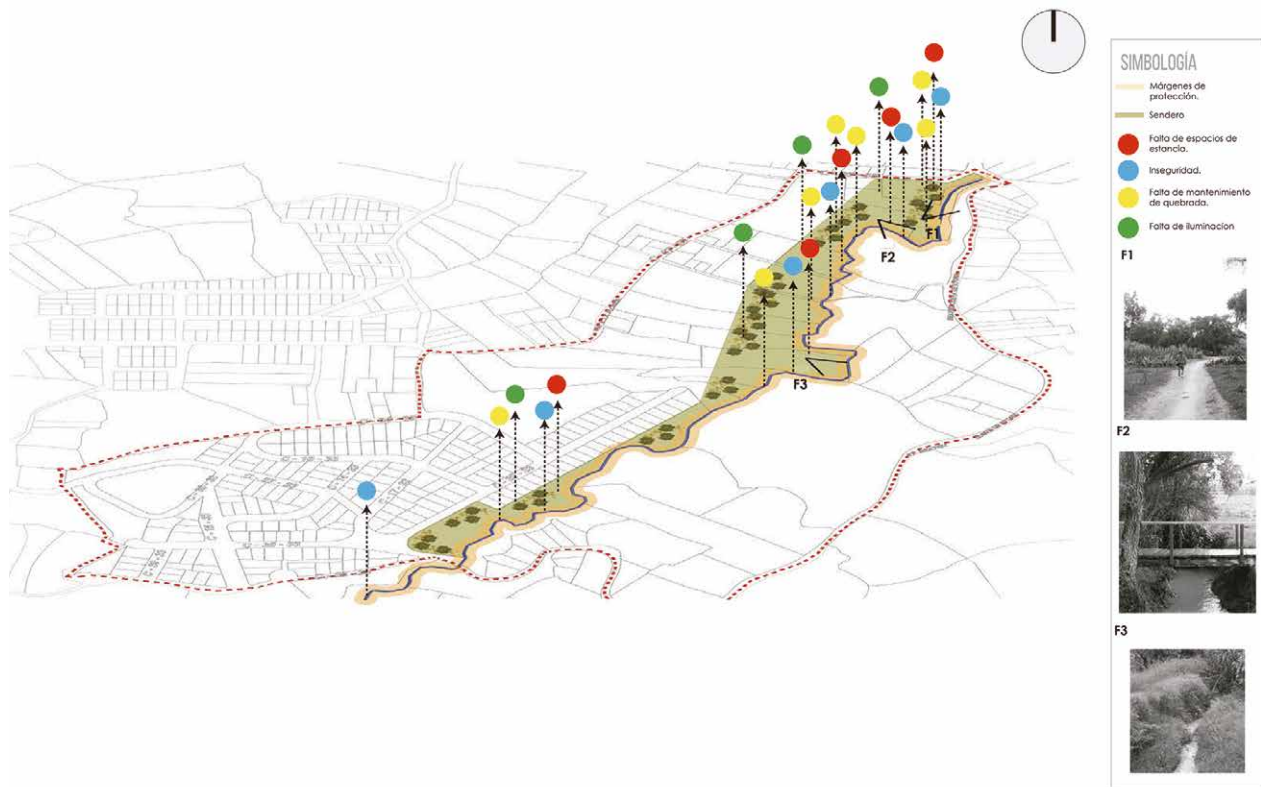 SIMBOLOGÍA
Márgenes de
protección.
Sendero
Falta de espacios de
estancia.
Inseguridad.
Falta de mantenimiento
de quebrada.
Falta de iluminacion
F1
F2
F3
F1
F2
F3